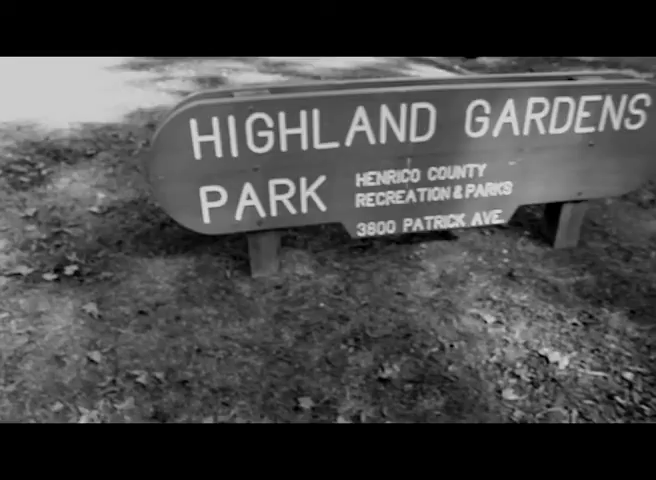 HIGHLAND GARDENS
PARK
HENRICO COUNTY
RECREATION & PARKS
3800 PATRICK AVE.